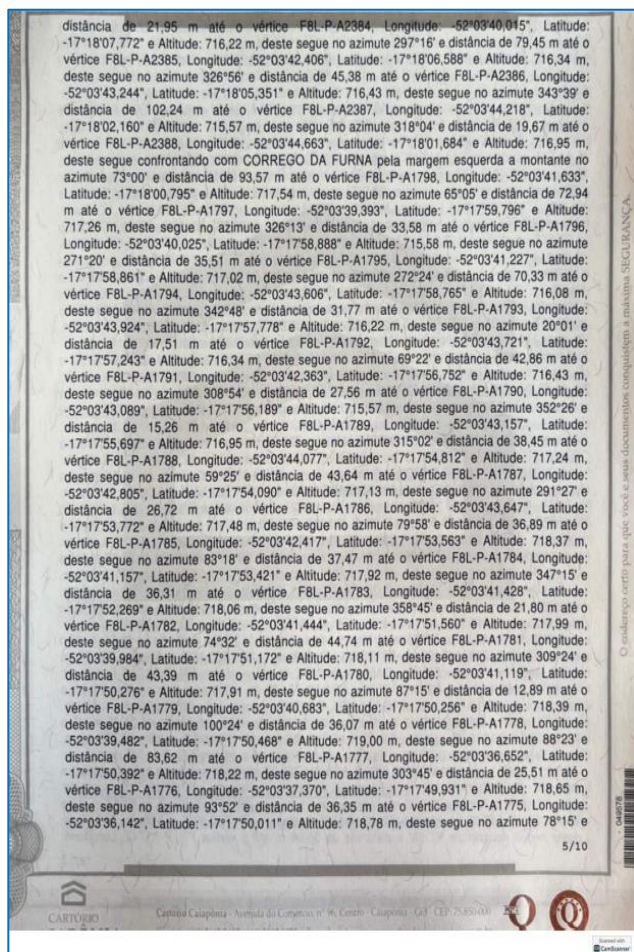 distância de 21,95 m até o vértice F8L-P-A2384, Longitude: -52°03'40,015", Latitude:
-17°18'07,772" e Altitude: 716,22 m, deste segue no azimute 297°16' e distância de 79,45 m até o
vértice F8L-P-A2385, Longitude: -52°03'42,406", Latitude: -17°18'06,588" e Altitude: 716,34 m,
deste segue no azimute 326°56' e distância de 45,38 m até o vértice F8L-P-A2386, Longitude:
-52°03'43,244", Latitude: -17°18'05,351" e Altitude: 716,43 m, deste segue no azimute 343°39' e
distância de 102,24 m até o vértice F8L-P-A2387, Longitude: -52°03'44,218", Latitude:
-17°18'02,160" e Altitude: 715,57 m, deste segue no azimute 318°04' e distância de 19,67 m até o
vértice F8L-P-A2388, Longitude: -52°03'44,663", Latitude: -17°18'01,684" e Altitude: 716,95 m,
deste segue confrontando com CORREGO DA FURNA pela margem esquerda a montante no
azimute 73°00' e distância de 93,57 m até o vértice F8L-P-A1798, Longitude: -52°03'41,633",
Latitude: -17°18'00,795" e Altitude: 717,54 m, deste segue no azimute 65°05' e distância de 72,94
m até o vértice F8L-P-A1797, Longitude: -52°03'39,393", Latitude: -17°17'59,796" e Altitude:
717,26 m, deste segue no azimute 326°13' e distância de 33,58 m até o vértice F8L-P-A1796,
Longitude: -52°03'40,025", Latitude: -17°17'58,888" e Altitude: 715,58 m, deste segue no azimute
271°20' e distância de 35,51 m até o vértice F8L-P-A1795, Longitude: -52°03'41,227", Latitude:
-17°17'58,861" e Altitude: 717,02 m, deste segue no azimute 272°24' e distância de 70,33 m até o
vértice F8L-P-A1794, Longitude: -52°03'43,606", Latitude: -17°17'58,765" e Altitude: 716,08 m,
deste segue no azimute 342°48' e distância de 31,77 m até o vértice F8L-P-A1793, Longitude:
-52°03'43,924", Latitude: -17°17'57,778" e Altitude: 716,22 m, deste segue no azimute 20°01' e
distância de 17,51 m até o vértice F8L-P-A1792, Longitude: -52°03'43,721", Latitude:
-17°17'57,243" e Altitude: 716,34 m, deste segue no azimute 69°22' e distância de 42,86 m até o
vértice F8L-P-A1791, Longitude: -52°03'42,363", Latitude: -17°17'56,752" e Altitude: 716,43 m,
deste segue no azimute 308°54' e distância de 27,56 m até o vértice F8L-P-A1790, Longitude:
-52°03'43,089", Latitude: -17°17'56,189" e Altitude: 715,57 m, deste segue no azimute 352°26' e
distância de 15,26 m até o vértice F8L-P-A1789, Longitude: -52°03'43,157", Latitude:
-17°17'55,697" e Altitude: 716,95 m, deste segue no azimute 315°02' e distância de 38,45 m até o
vértice F8L-P-A1788, Longitude: -52°03'44,077", Latitude: -17°17'54,812" e Altitude: 717,24 m,
deste segue no azimute 59°25' e distância de 43,64 m até o vértice F8L-P-A1787, Longitude:
-52°03'42,805", Latitude: -17°17'54,090" e Altitude: 717,13 m, deste segue no azimute 291°27' e
distância de 26,72 m até o vértice F8L-P-A1786, Longitude: -52°03'43,647", Latitude:
-17°17'53,772" e Altitude: 717,48 m, deste segue no azimute 79°58' e distância de 36,89 m até o
vértice F8L-P-A1785, Longitude: -52°03'42,417", Latitude: -17°17'53,563" e Altitude: 718,37 m,
deste segue no azimute 83°18' e distância de 37,47 m até o vértice F8L-P-A1784, Longitude:
-52°03'41,157", Latitude: -17°17'53,421" e Altitude: 717,92 m, deste segue no azimute 347°15' e
distância de 36,31 m até o vértice F8L-P-A1783, Longitude: -52°03'41,428", Latitude:
-17°17'52,269" e Altitude: 718,06 m, deste segue no azimute 358°45' e distância de 21,80 m até o
vértice F8L-P-A1782, Longitude: -52°03'41,444", Latitude: -17°17'51,560" e Altitude: 717,99 m,
deste segue no azimute 74°32' e distância de 44,74 m até o vértice F8L-P-A1781, Longitude:
-52°03'39,984", Latitude: -17°17'51,172" e Altitude: 718,11 m, deste segue no azimute 309°24' e
distância de 43,39 m até o vértice F8L-P-A1780, Longitude: -52°03'41,119", Latitude:
-17°17'50,276" e Altitude: 717,91 m, deste segue no azimute 87°15' e distância de 12,89 m até o
vértice F8L-P-A1779, Longitude: -52°03'40,683", Latitude: -17°17'50,256" e Altitude: 718,39 m,
deste segue no azimute 100°24' e distância de 36,07 m até o vértice F8L-P-A1778, Longitude:
-52°03'39,482", Latitude: -17°17'50,468" e Altitude: 719,00 m, deste segue no azimute 88°23' e
distância de 83,62 m até o vértice F8L-P-A1777, Longitude: -52°03'36,652", Latitude:
-17°17'50,392" e Altitude: 718,22 m, deste segue no azimute 303°45' e distância de 25,51 m até o
vértice F8L-P-A1776, Longitude: -52°03'37,370", Latitude: -17°17'49,931" e Altitude: 718,65 m,
deste segue no azimute 93°52' e distância de 36,35 m até o vértice F8L-P-A1775, Longitude:
-52°03'36,142", Latitude: -17°17'50,011" e Altitude: 718,78 m, deste segue no azimute 78°15' e
5/10
O endereço certo para que você e seus documentos conquistem a máxima SEGURANÇA.
049578
CARTÓRIO
Cartório Caiapônia - Avenida do Comércio, nº 96, Centro - Caiapônia - GO - CEP: 75.850-000
Scanned with
CamScanner